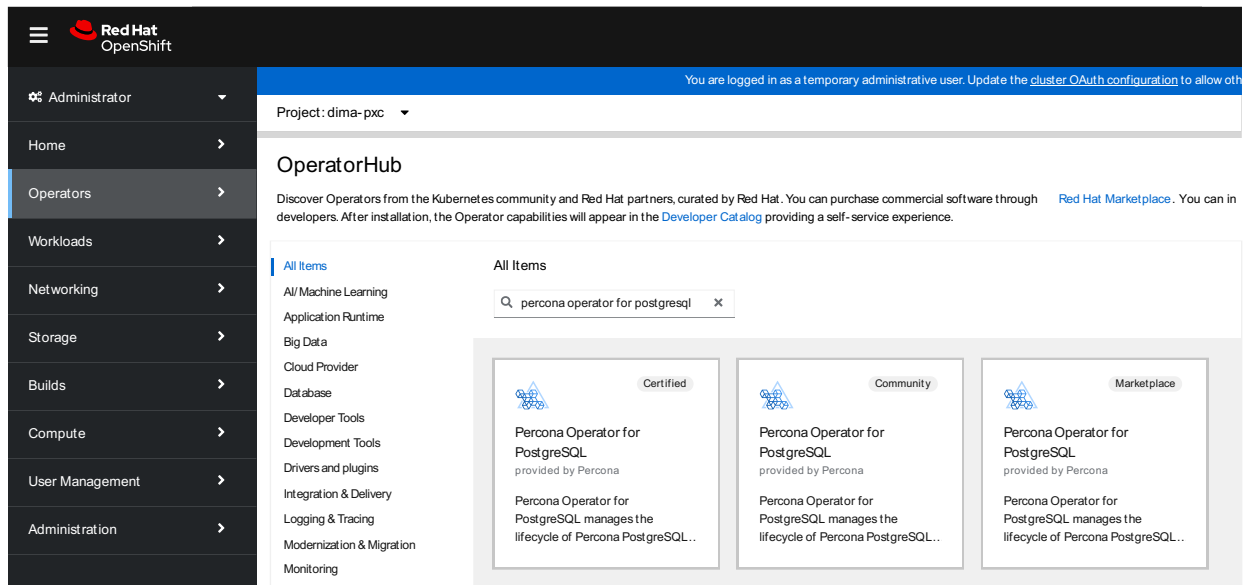 Red Hat
OpenShift
You are logged in as a temporary administrative user. Update the cluster OAuth configuration to allow oth
Administrator
Project: dima-pxc
Home
Operators
Workloads
Networking
Storage
Builds
Compute
User Management
Administration
OperatorHub
Discover Operators from the Kubernetes community and Red Hat partners, curated by Red Hat. You can purchase commercial software through Red Hat Marketplace. You can in
developers. After installation, the Operator capabilities will appear in the Developer Catalog providing a self-service experience.
All Items
AI/Machine Learning
Application Runtime
Big Data
Cloud Provider
Database
Developer Tools
Development Tools
Drivers and plugins
Integration & Delivery
Logging & Tracing
Modernization & Migration
Monitoring
All Items
percona operator for postgresql
Certified
Percona Operator for
PostgreSQL
provided by Percona
Percona Operator for
PostgreSQL manages the
lifecycle of Percona PostgreSQL..
Community
Percona Operator for
PostgreSQL
provided by Percona
Percona Operator for
PostgreSQL manages the
lifecycle of Percona PostgreSQL..
Marketplace
Percona Operator for
PostgreSQL
provided by Percona
Percona Operator for
PostgreSQL manages the
lifecycle of Percona PostgreSQL..